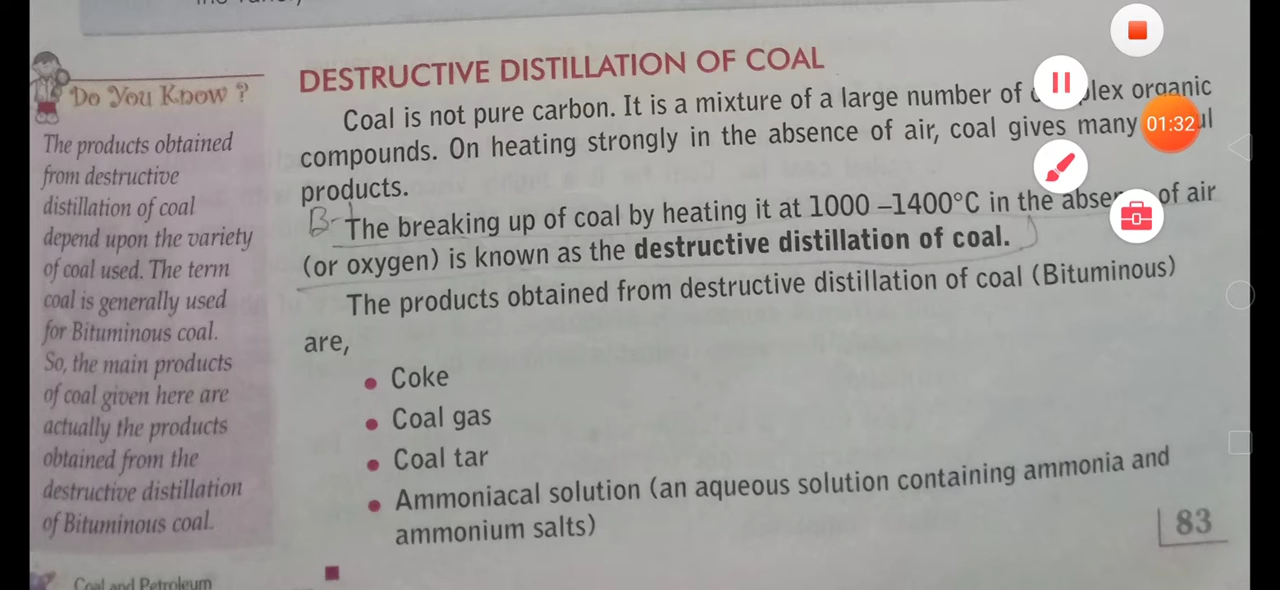 DESTRUCTIVE DISTILLATION OF COAL
Coal is not pure carbon. It is a mixture of a large number of organic
compounds. On heating strongly in the absence of air, coal gives many
products.
B-1
The breaking up of coal by heating it at 1000 –1400°C in the of air
(or oxygen) is known as the destructive distillation of coal.
The products obtained from destructive distillation of coal (Bituminous)
are,
• Coke
• Coal gas
• Coal tar
• Ammoniacal solution (an aqueous solution containing ammonia and
ammonium salts)
83
Do You Know ?
The products obtained
from destructive
distillation of coal
depend upon the variety
of coal used. The term
coal is generally used
for Bituminous coal.
So, the main products
of coal given here are
actually the products
obtained from the
destructive distillation
of Bituminous coal.
Coal and Petroleum
01:32